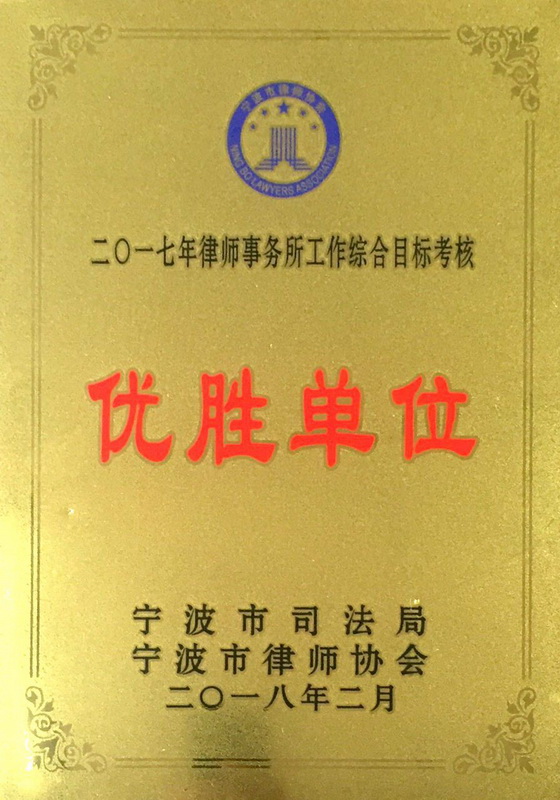 宁波市律师协会
NING BO LAWYERS ASSOCIATION
二〇一七年律师事务所工作综合目标考核
优胜单位
宁波市司法局
宁波市律师协会
二〇一八年二月